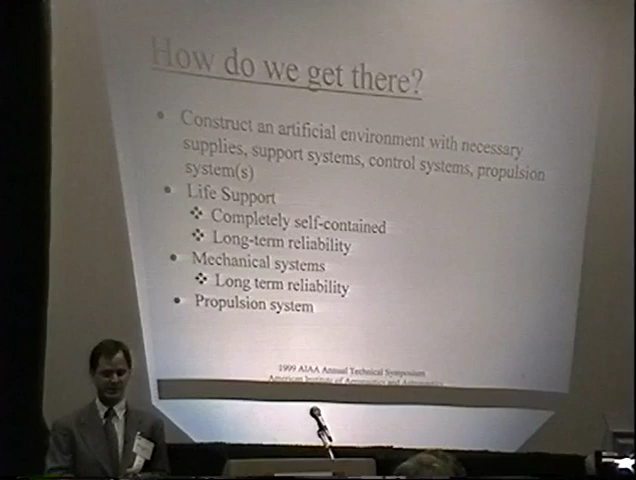 How do we get there?
• Construct an artificial environment with necessary
supplies, support systems, control systems, propulsion
system(s)
• Life Support
❖ Completely self-contained
❖ Long-term reliability
• Mechanical systems
❖ Long term reliability
• Propulsion system
1999 AIAA Annual Technical Symposium
American Institute of Aeronautics and Astronautics